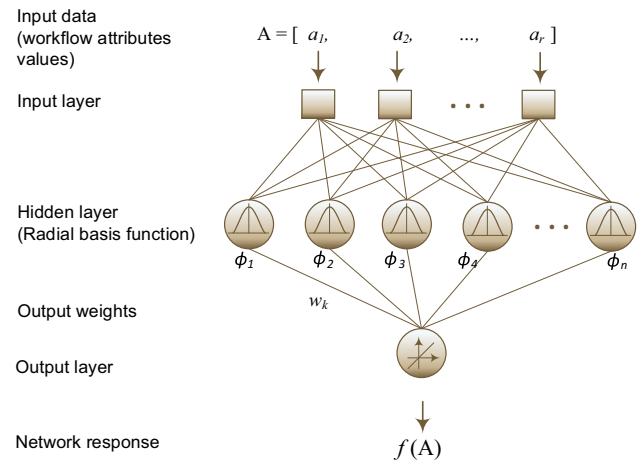 Input data
(workflow attributes
values)
A = [ a1, a2, ..., ar ]
Input layer
Hidden layer
(Radial basis function)
ϕ1 ϕ2 ϕ3 ϕ4 ϕn
wk
Output weights
Output layer
Network response
f (A)